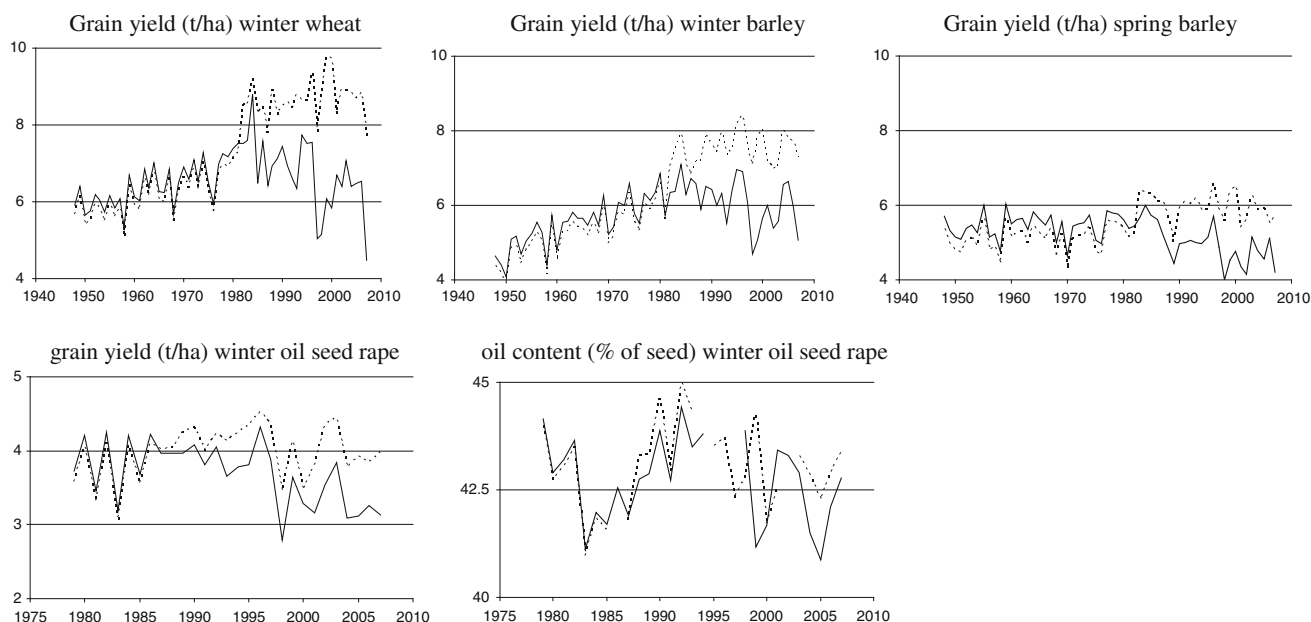 Grain yield (t/ha) winter wheat
10
8
6
4
1940 1950 1960 1970 1980 1990 2000 2010
Grain yield (t/ha) winter barley
10
8
6
4
1940 1950 1960 1970 1980 1990 2000 2010
Grain yield (t/ha) spring barley
10
8
6
4
1940 1950 1960 1970 1980 1990 2000 2010
grain yield (t/ha) winter oil seed rape
5
4
3
2
1975 1980 1985 1990 1995 2000 2005 2010
oil content (% of seed) winter oil seed rape
45
42.5
40
1975 1980 1985 1990 1995 2000 2005 2010